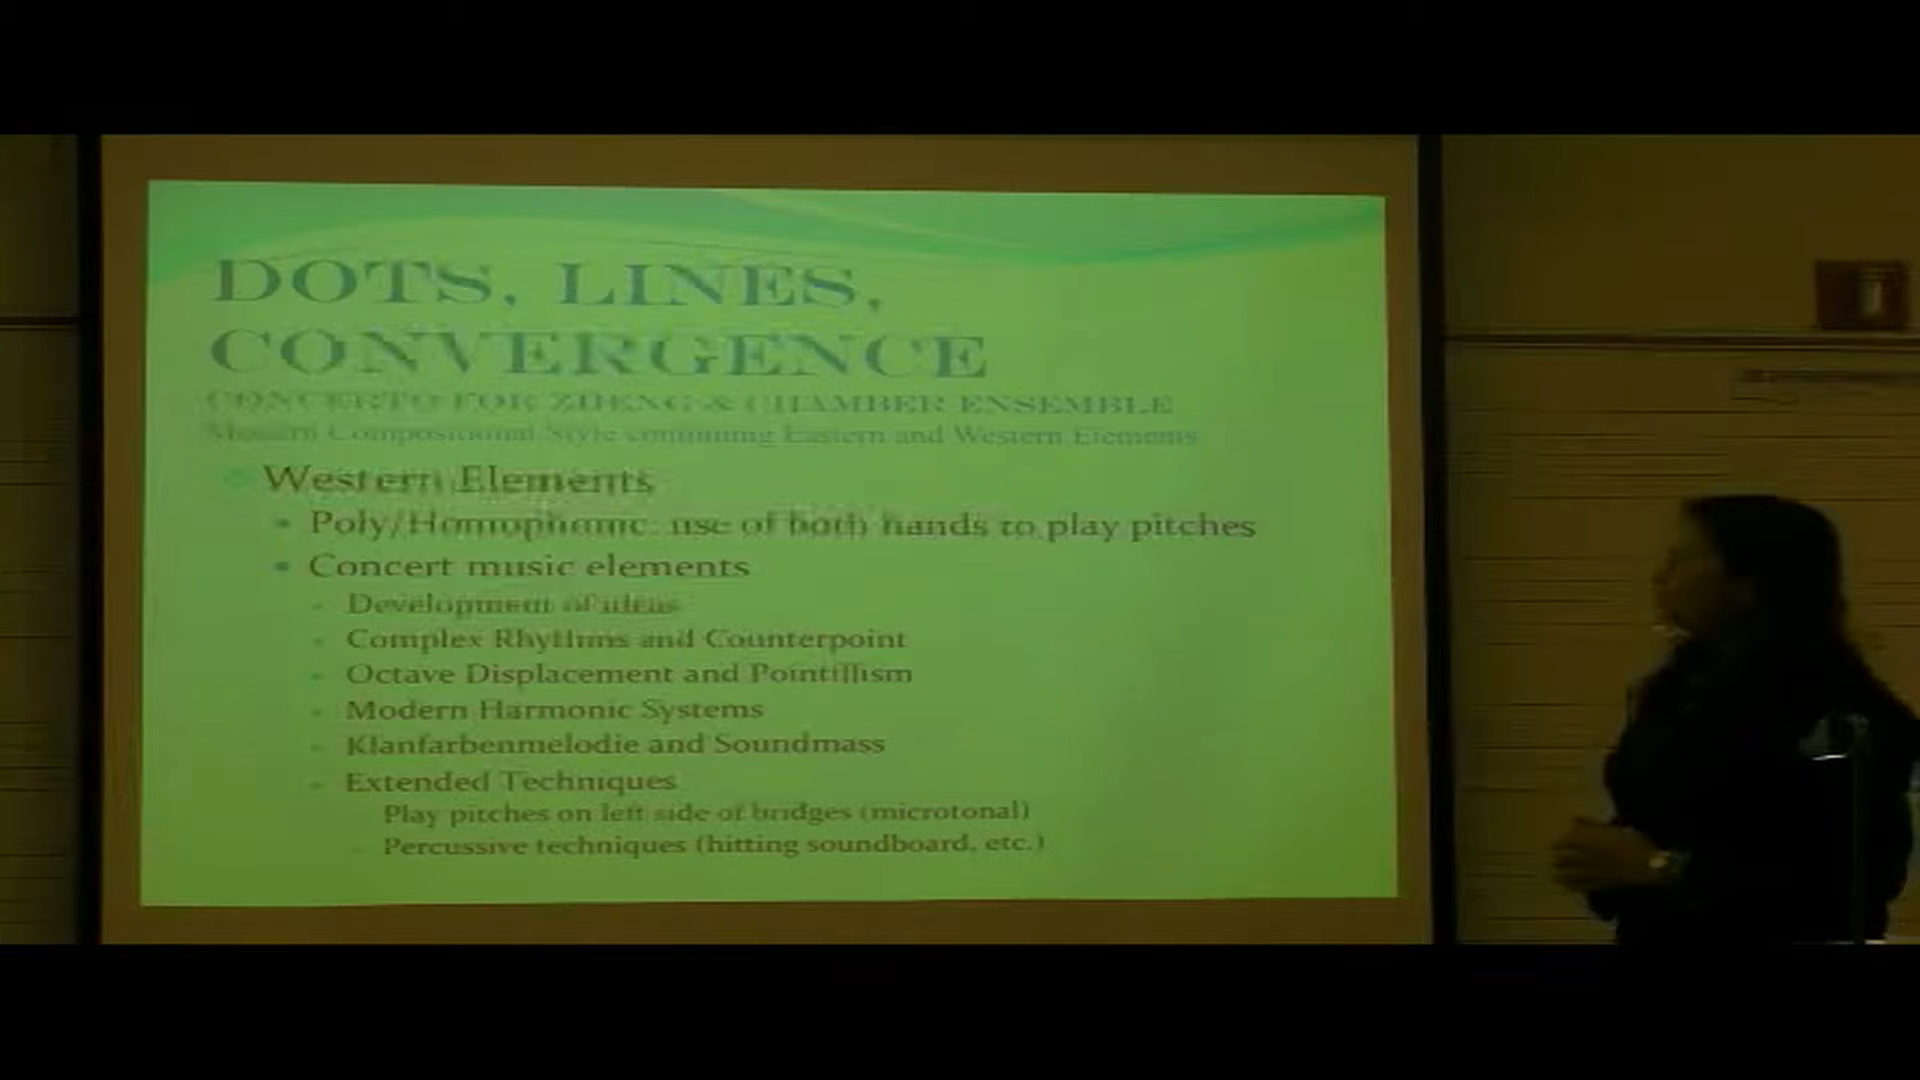 DOTS, LINES,
CONVERGENCE
CONCERTO FOR ZHENG & CHAMBER ENSEMBLE
Modern Compositional Style combining Eastern and Western Elements
Western Elements
Poly/Homophonic: use of both hands to play pitches
Concert music elements
Development of ideas
Complex Rhythms and Counterpoint
Octave Displacement and Pointillism
Modern Harmonic Systems
Klanfarbenmelodie and Soundmass
Extended Techniques
Play pitches on left side of bridges (microtonal)
Percussive techniques (hitting soundboard, etc.)